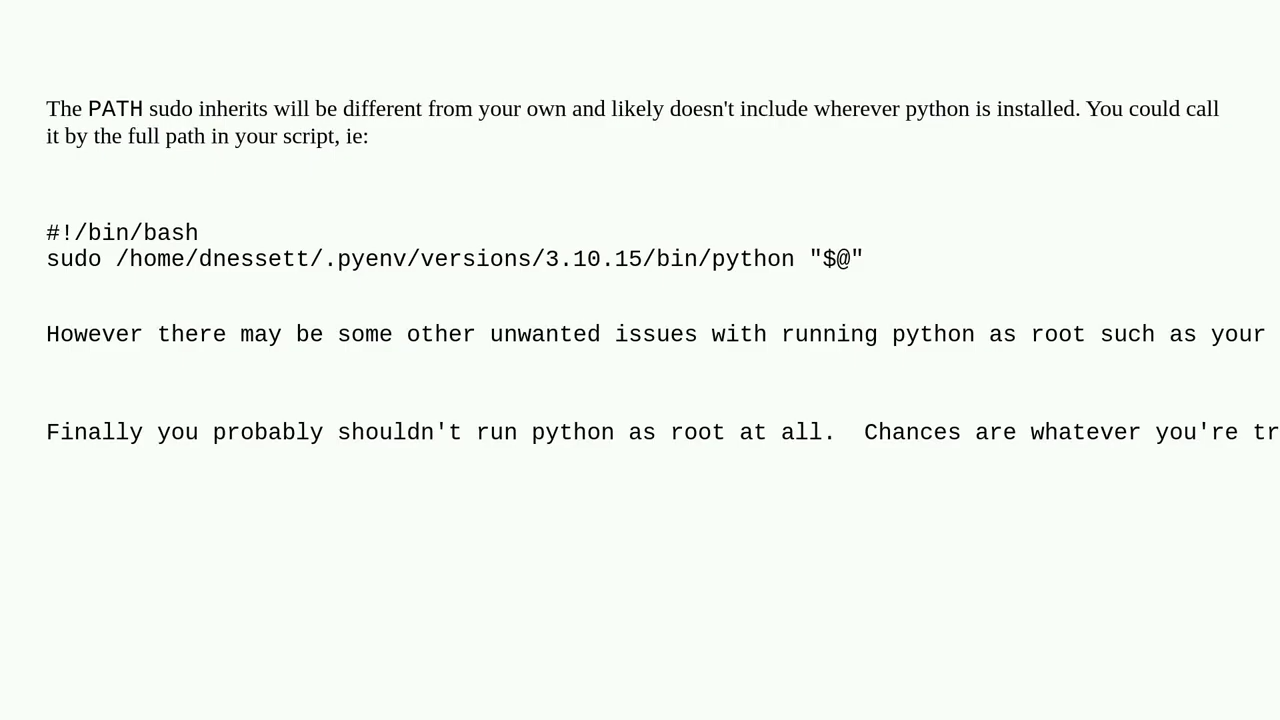 The PATH sudo inherits will be different from your own and likely doesn't include wherever python is installed. You could call
it by the full path in your script, ie:
#!/bin/bash
sudo /home/dnessett/.pyenv/versions/3.10.15/bin/python "$@"
However there may be some other unwanted issues with running python as root such as your
Finally you probably shouldn't run python as root at all.  Chances are whatever you're